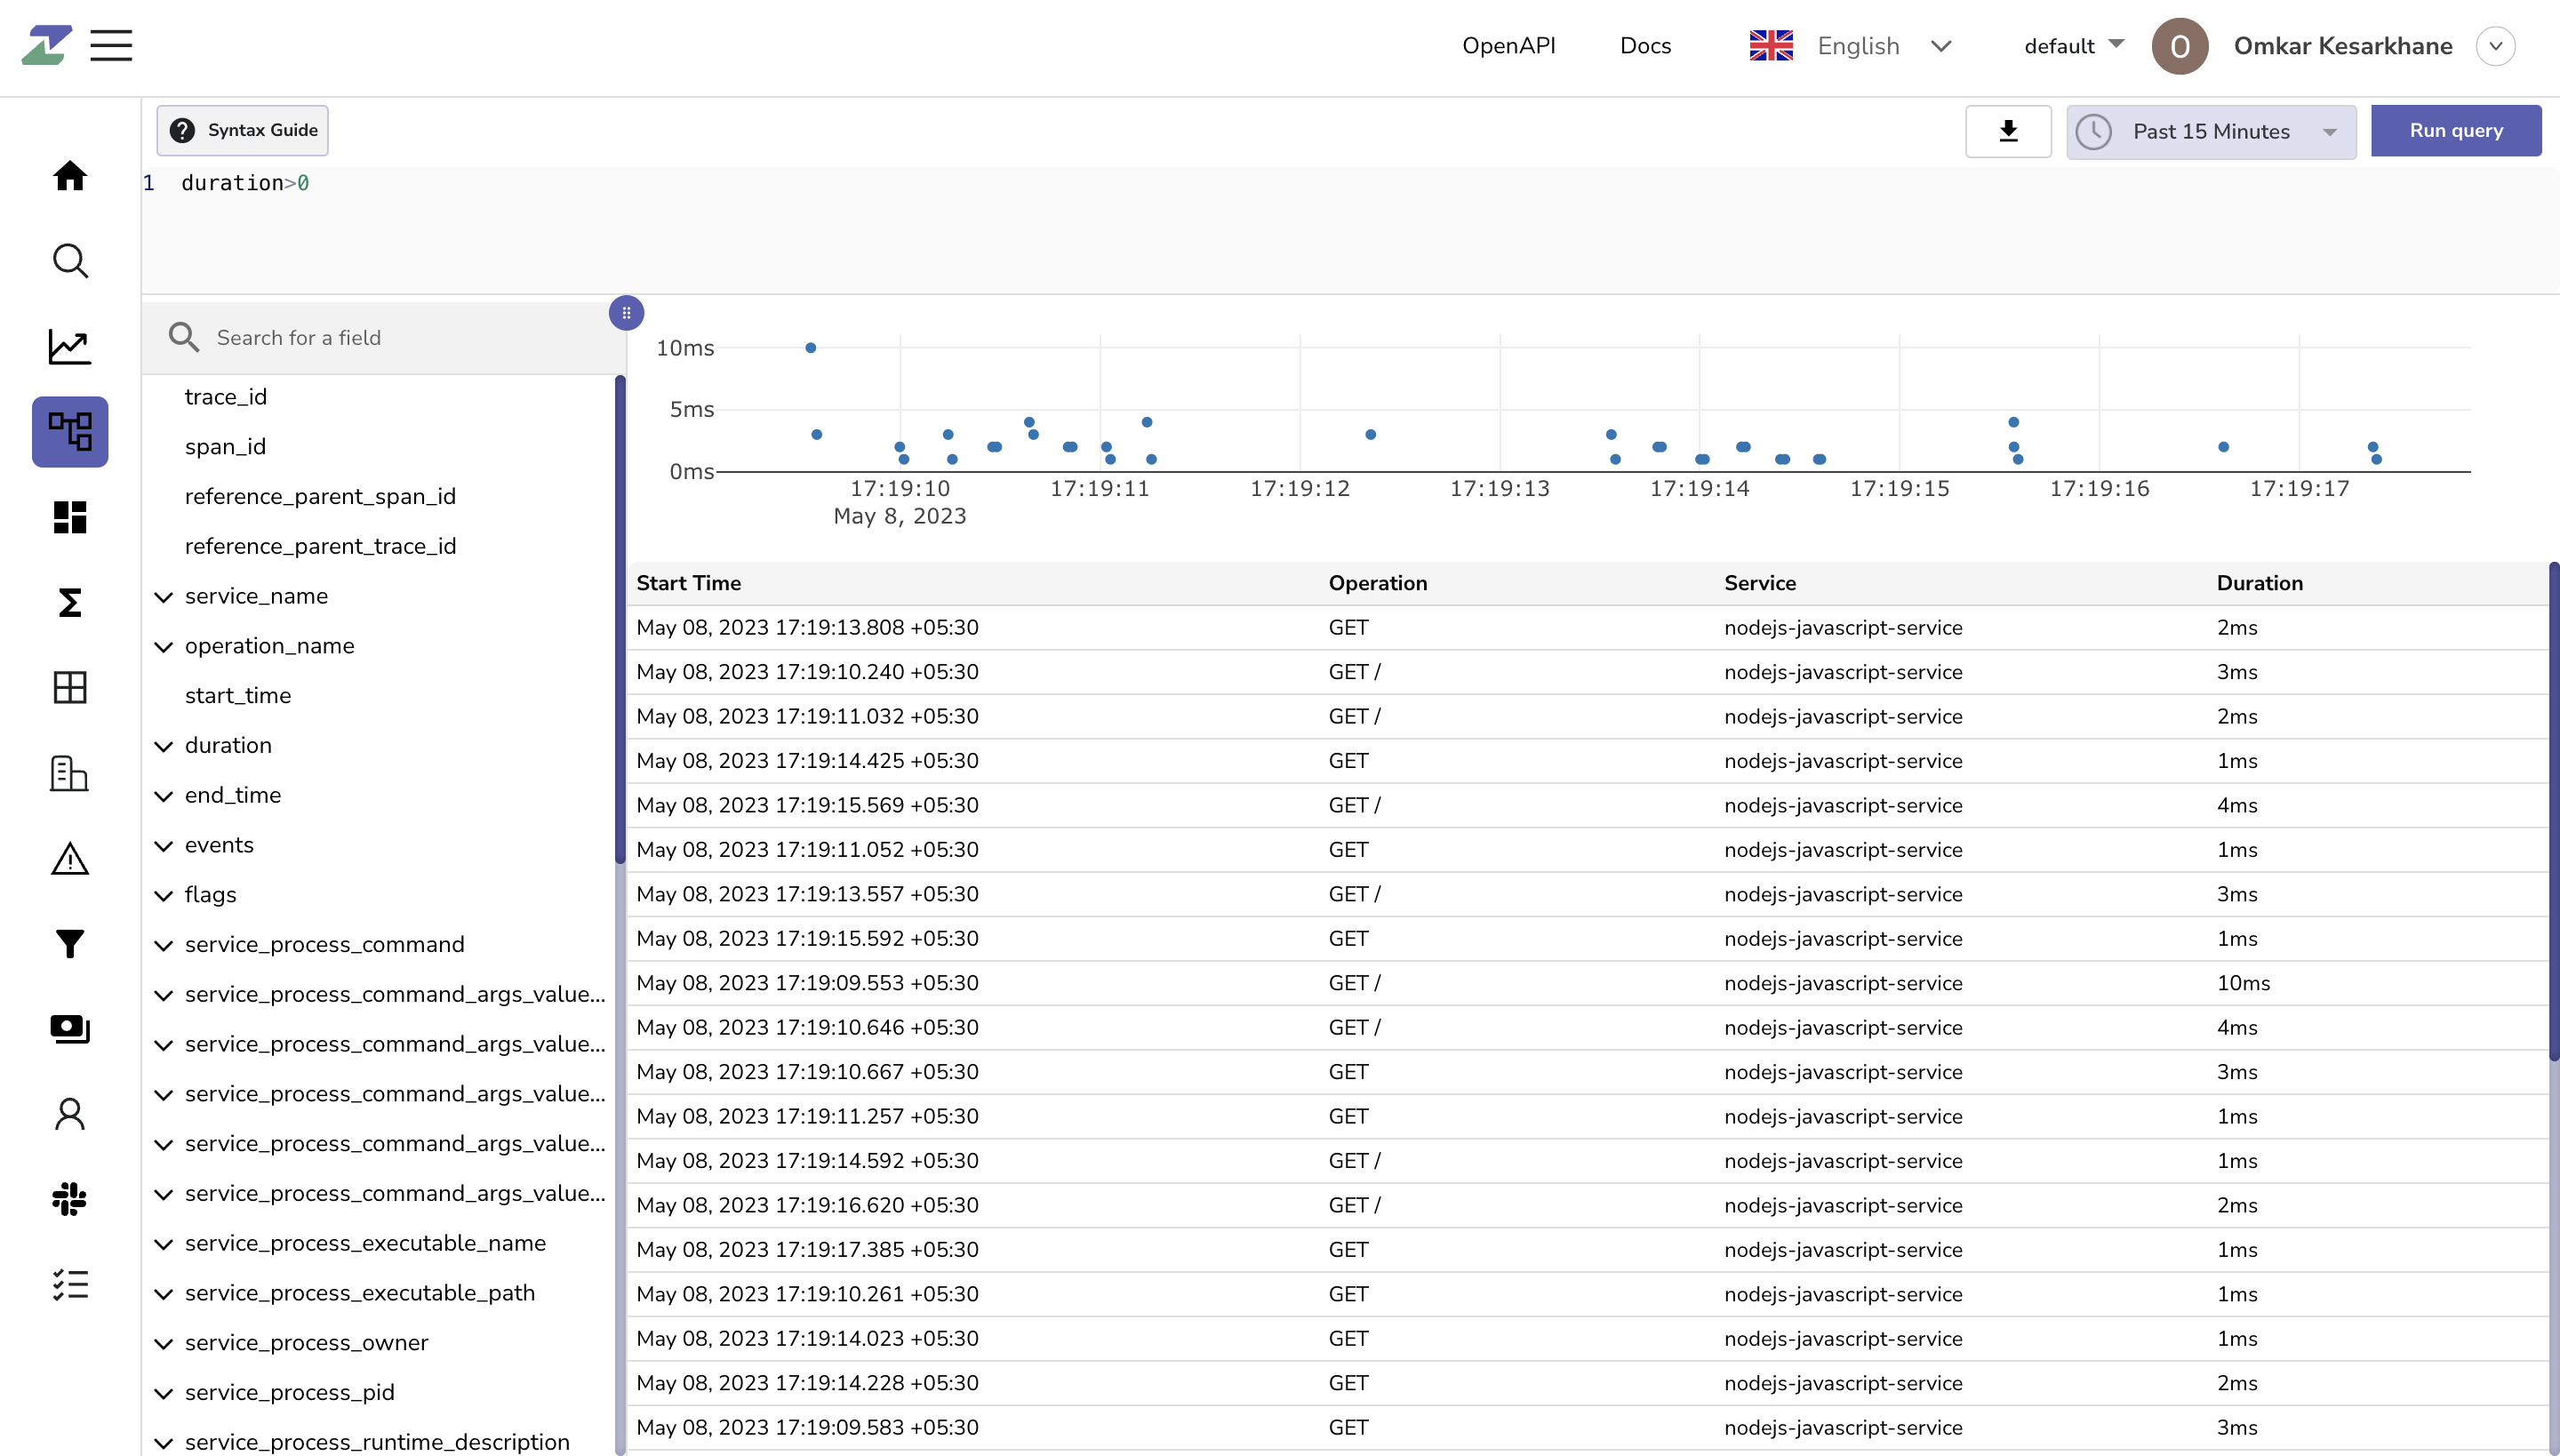 OpenAPI Docs English default O Omkar Kesarkhane
Syntax Guide Past 15 Minutes Run query
1 duration>0
Search for a field
trace_id
span_id
reference_parent_span_id
reference_parent_trace_id
service_name
operation_name
start_time
duration
end_time
events
flags
service_process_command
service_process_command_args_value...
service_process_command_args_value...
service_process_command_args_value...
service_process_command_args_value...
service_process_command_args_value...
service_process_executable_name
service_process_executable_path
service_process_owner
service_process_pid
service_process_runtime_description
10ms
5ms
0ms
17:19:10 17:19:11 17:19:12 17:19:13 17:19:14 17:19:15 17:19:16 17:19:17
May 8, 2023
Start Time Operation Service Duration
May 08, 2023 17:19:13.808 +05:30 GET nodejs-javascript-service 2ms
May 08, 2023 17:19:10.240 +05:30 GET / nodejs-javascript-service 3ms
May 08, 2023 17:19:11.032 +05:30 GET / nodejs-javascript-service 2ms
May 08, 2023 17:19:14.425 +05:30 GET nodejs-javascript-service 1ms
May 08, 2023 17:19:15.569 +05:30 GET / nodejs-javascript-service 4ms
May 08, 2023 17:19:11.052 +05:30 GET nodejs-javascript-service 1ms
May 08, 2023 17:19:13.557 +05:30 GET / nodejs-javascript-service 3ms
May 08, 2023 17:19:15.592 +05:30 GET nodejs-javascript-service 1ms
May 08, 2023 17:19:09.553 +05:30 GET / nodejs-javascript-service 10ms
May 08, 2023 17:19:10.646 +05:30 GET / nodejs-javascript-service 4ms
May 08, 2023 17:19:10.667 +05:30 GET nodejs-javascript-service 3ms
May 08, 2023 17:19:11.257 +05:30 GET nodejs-javascript-service 1ms
May 08, 2023 17:19:14.592 +05:30 GET / nodejs-javascript-service 1ms
May 08, 2023 17:19:16.620 +05:30 GET / nodejs-javascript-service 2ms
May 08, 2023 17:19:17.385 +05:30 GET nodejs-javascript-service 1ms
May 08, 2023 17:19:10.261 +05:30 GET nodejs-javascript-service 1ms
May 08, 2023 17:19:14.023 +05:30 GET nodejs-javascript-service 1ms
May 08, 2023 17:19:14.228 +05:30 GET nodejs-javascript-service 2ms
May 08, 2023 17:19:09.583 +05:30 GET nodejs-javascript-service 3ms